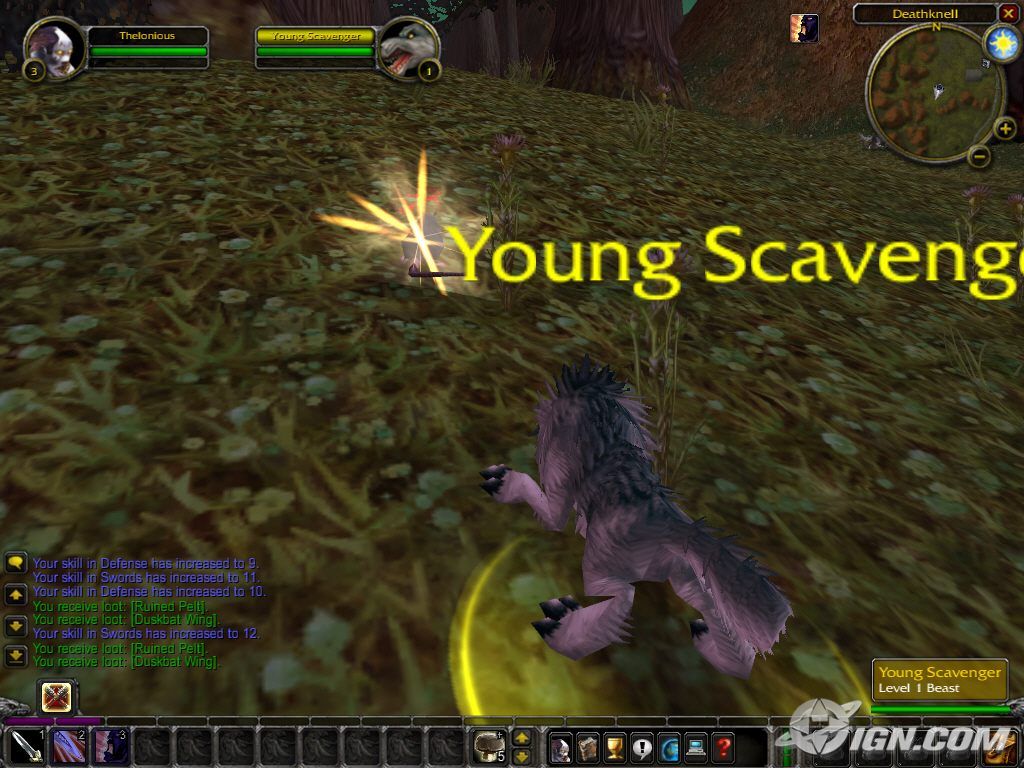 Thelonious
3
Young Scavenger
1
Deathknell
N
Young Scavenge
Your skill in Defense has increased to 9.
Your skill in Swords has increased to 11.
Your skill in Defense has increased to 10.
You receive loot: [Ruined Pelt].
You receive loot: [Duskbat Wing].
Your skill in Swords has increased to 12.
You receive loot: [Ruined Pelt].
You receive loot: [Duskbat Wing].
Young Scavenger
Level 1 Beast
1
2
3
5
IGN.COM